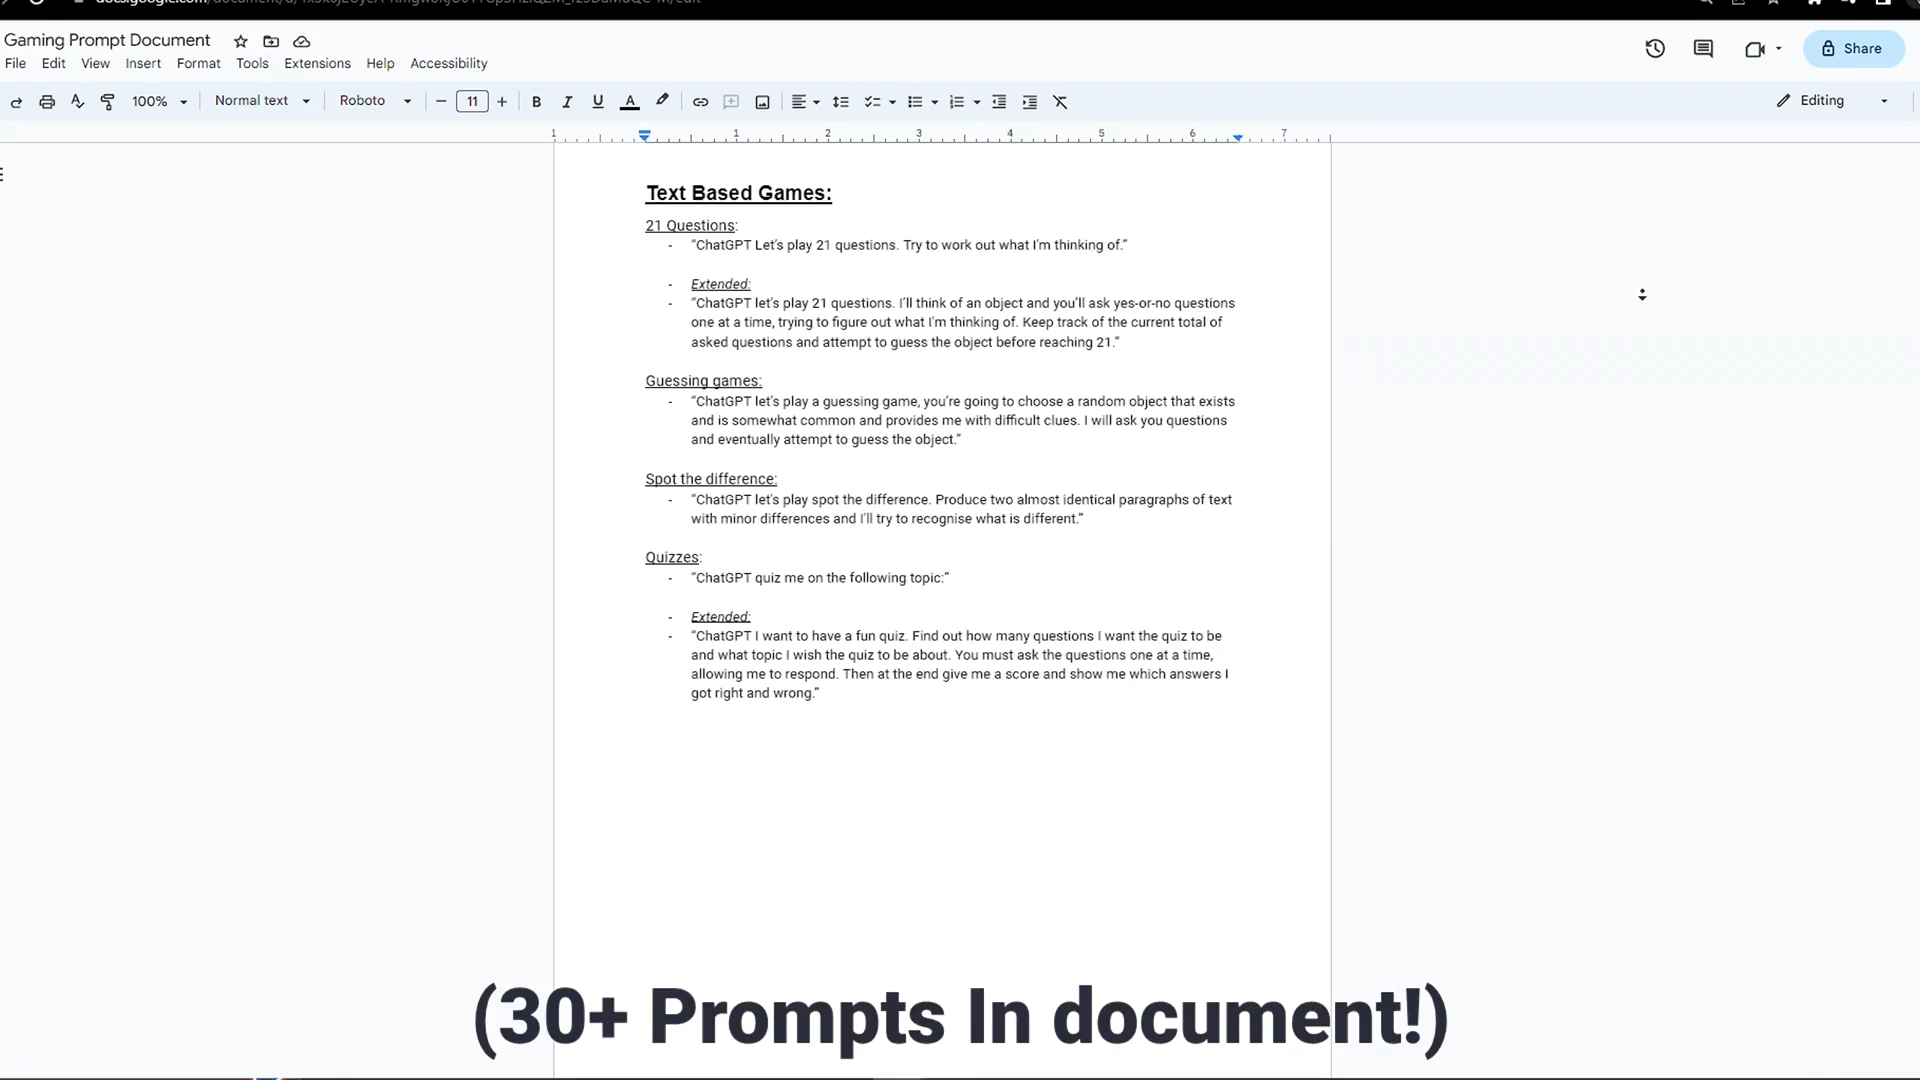 Gaming Prompt Document
File Edit View Insert Format Tools Extensions Help Accessibility
Share
100% Normal text Roboto 11 Editing
1 1 2 3 4 5 6 7
Text Based Games:
21 Questions:
- “ChatGPT Let’s play 21 questions. Try to work out what I’m thinking of.”
- Extended:
- “ChatGPT let’s play 21 questions. I’ll think of an object and you’ll ask yes-or-no questions
one at a time, trying to figure out what I’m thinking of. Keep track of the current total of
asked questions and attempt to guess the object before reaching 21.”
Guessing games:
- “ChatGPT let’s play a guessing game, you’re going to choose a random object that exists
and is somewhat common and provides me with difficult clues. I will ask you questions
and eventually attempt to guess the object.”
Spot the difference:
- “ChatGPT let’s play spot the difference. Produce two almost identical paragraphs of text
with minor differences and I’ll try to recognise what is different.”
Quizzes:
- “ChatGPT quiz me on the following topic:”
- Extended:
- “ChatGPT I want to have a fun quiz. Find out how many questions I want the quiz to be
and what topic I wish the quiz to be about. You must ask the questions one at a time,
allowing me to respond. Then at the end give me a score and show me which answers I
got right and wrong.”
(30+ Prompts In document!)